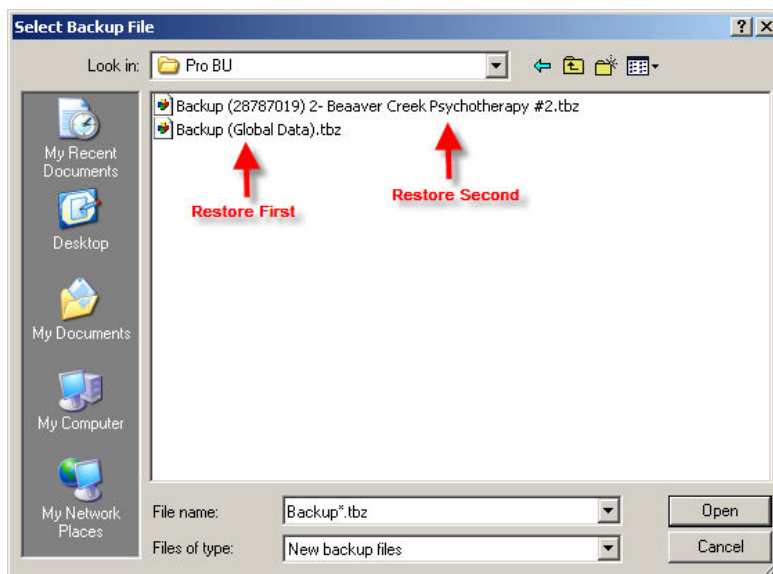 Select Backup File
Look in: Pro BU
Backup (28787019) 2- Beaaver Creek Psychotherapy #2.tbz
Backup (Global Data).tbz
Restore First
Restore Second
My Recent
Documents
Desktop
My Documents
My Computer
My Network
Places
File name: Backup*.tbz Open
Files of type: New backup files Cancel